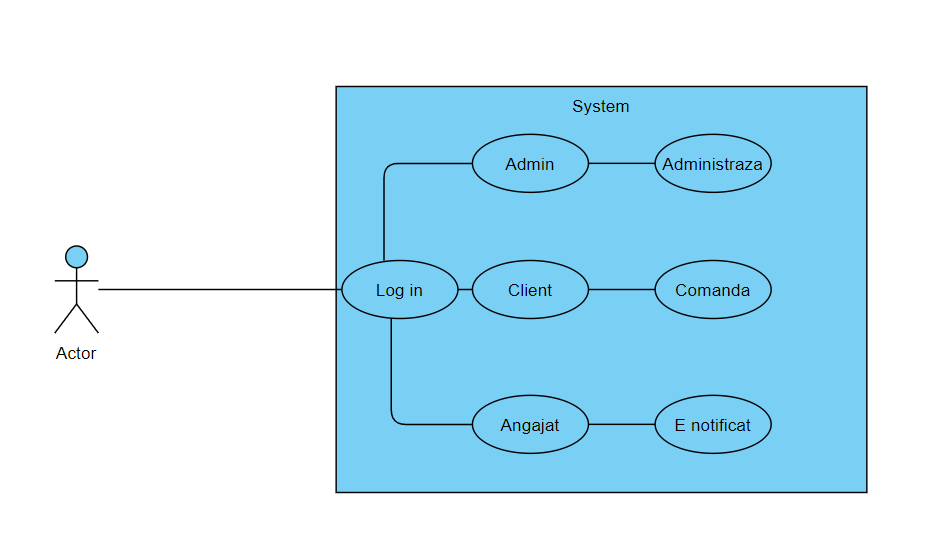 System
Admin
Administraza
Log in
Client
Comanda
Actor
Angajat
E notificat